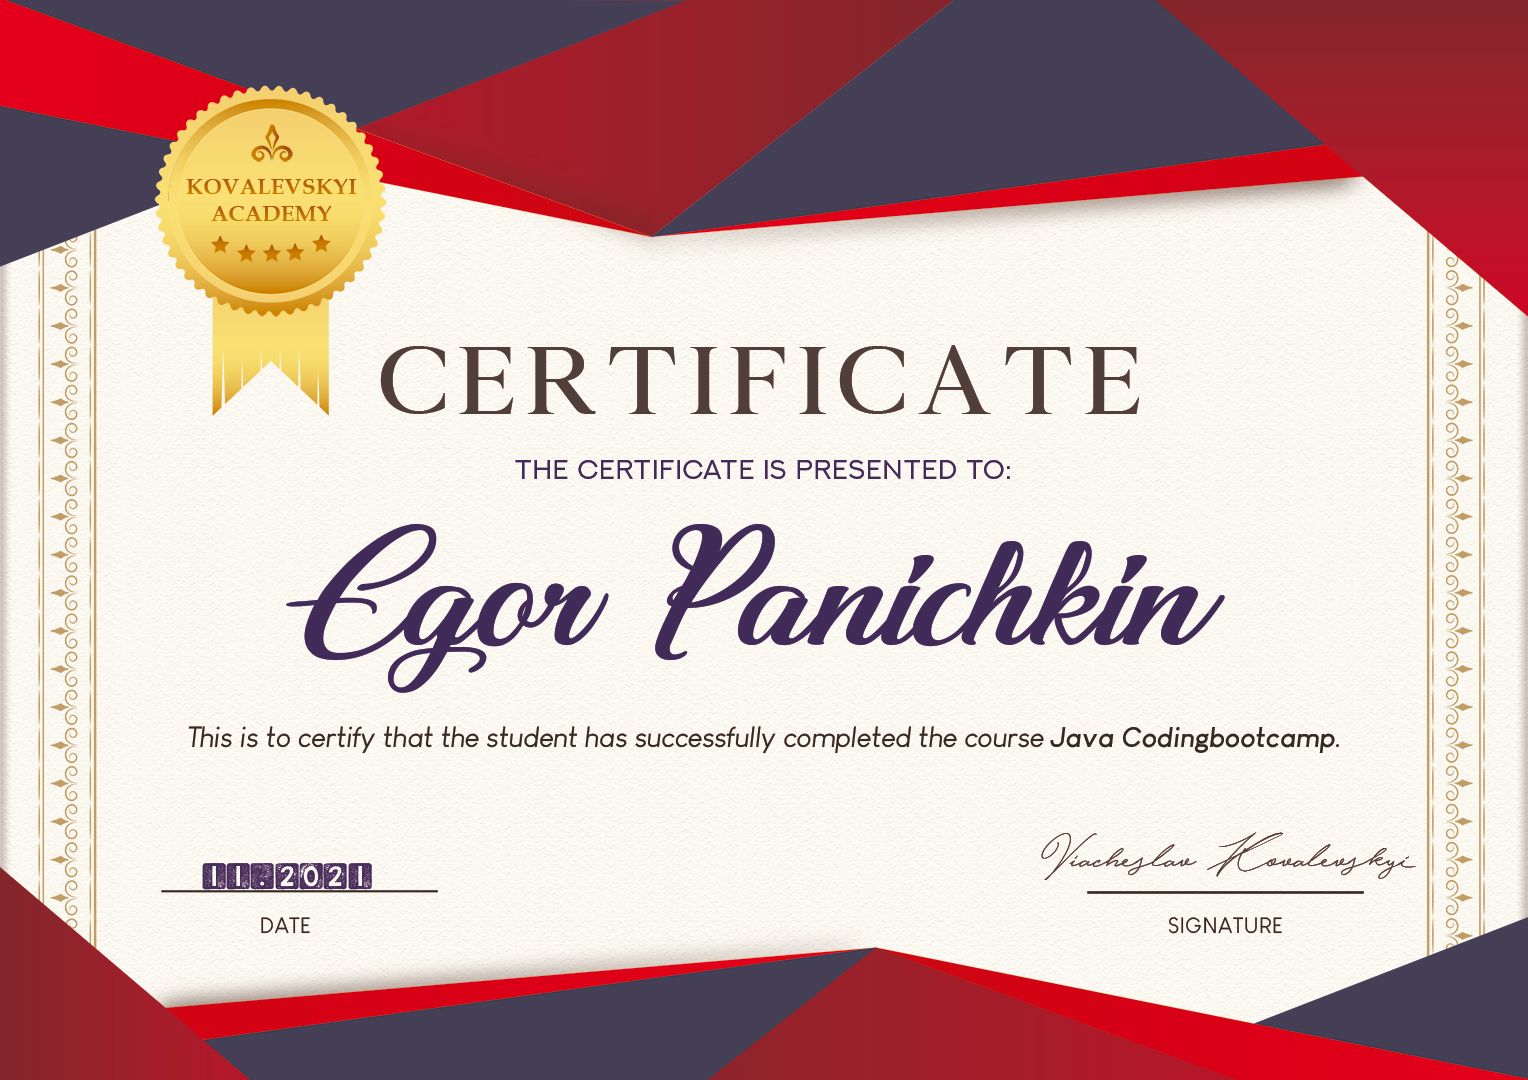 KOVALEVSKYI
ACADEMY
CERTIFICATE
THE CERTIFICATE IS PRESENTED TO:
Egor Panichkin
This is to certify that the student has successfully completed the course Java Codingbootcamp.
11.2021
DATE
Viacheslav Kovalevskyi
SIGNATURE